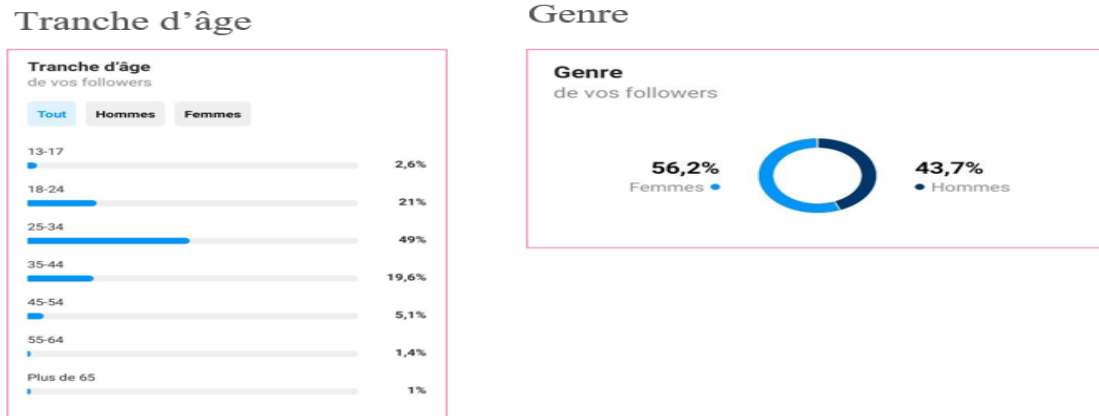 Tranche d’âge
Tranche d'âge
de vos followers
Tout Hommes Femmes
13-17
2,6%
18-24
21%
25-34
49%
35-44
19,6%
45-54
5,1%
55-64
1,4%
Plus de 65
1%
Genre
Genre
de vos followers
56,2%
Femmes
43,7%
Hommes